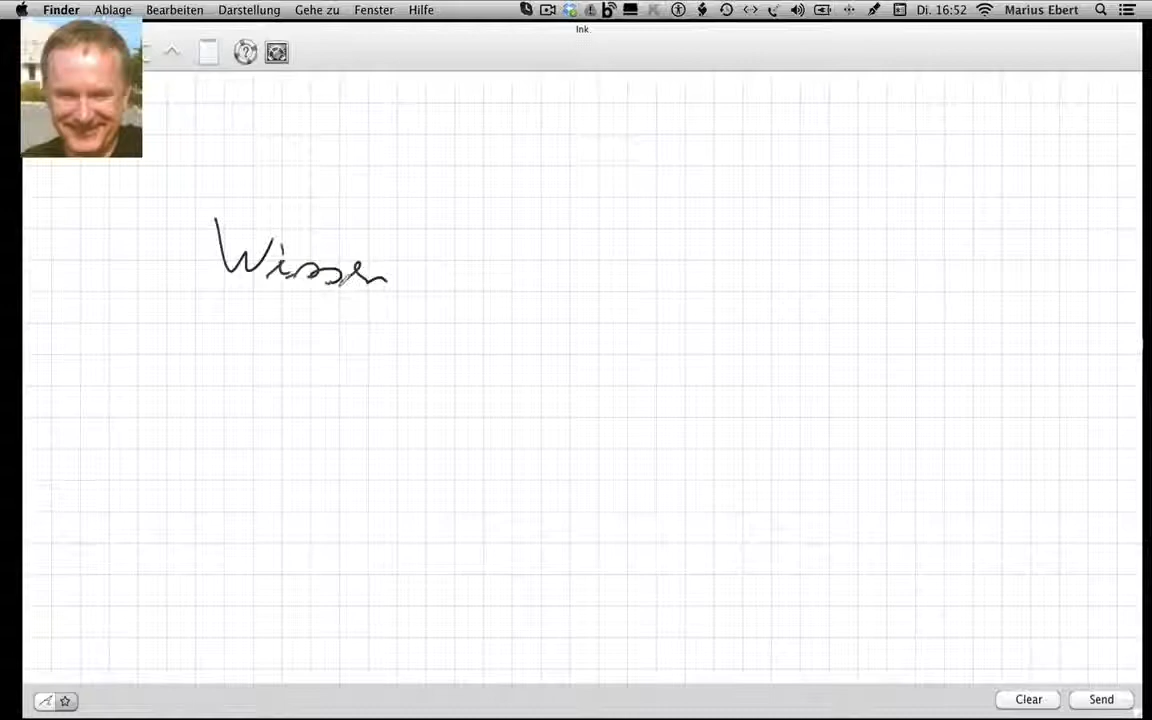 Finder Ablage Bearbeiten Darstellung Gehe zu Fenster Hilfe Di. 16:52 Marius Ebert
Ink
Wissen
Clear Send